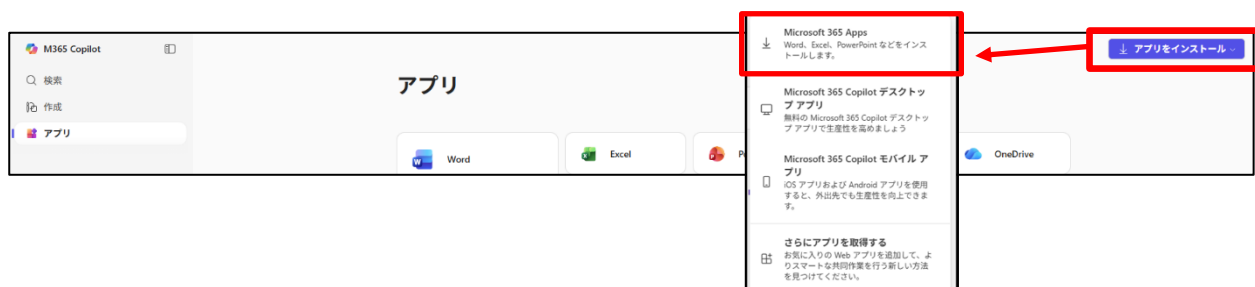 M365 Copilot
検索
作成
アプリ
アプリ
Word
Excel
OneDrive
アプリをインストール
Microsoft 365 Apps
Word、Excel、PowerPoint などをインス
トールします。
Microsoft 365 Copilot デスクトッ
プ アプリ
無料の Microsoft 365 Copilot デスクトッ
プ アプリで生産性を高めましょう
Microsoft 365 Copilot モバイル ア
プリ
iOS アプリおよび Android アプリを使用
すると、外出先でも生産性を向上できま
す。
さらにアプリを取得する
お気に入りの Web アプリを追加して、よ
りスマートな共同作業を行う新しい方法
を見つけてください。